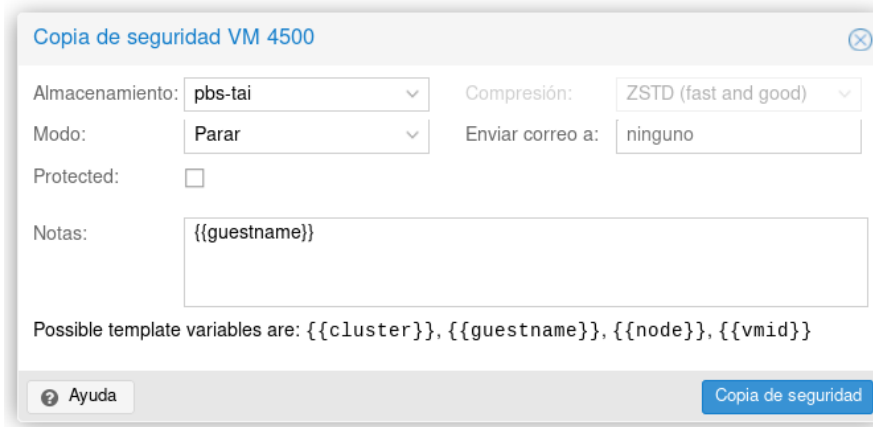 Copia de seguridad VM 4500
Almacenamiento: pbs-tai Compresión: ZSTD (fast and good)
Modo: Parar Enviar correo a: ninguno
Protected:
Notas: {{guestname}}
Possible template variables are: {{cluster}}, {{guestname}}, {{node}}, {{vmid}}
Ayuda Copia de seguridad